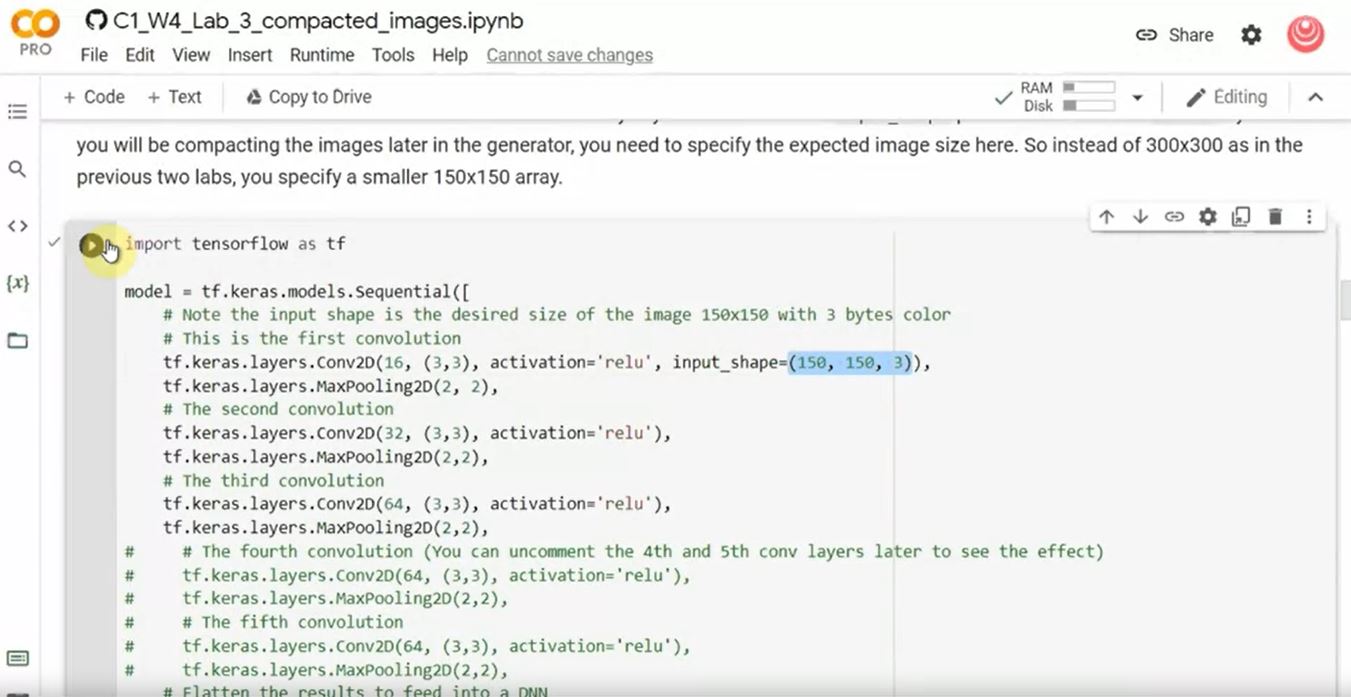 C1_W4_Lab_3_compacted_images.ipynb
PRO
File Edit View Insert Runtime Tools Help Cannot save changes
Share
+ Code + Text Copy to Drive
RAM
Disk
Editing
you will be compacting the images later in the generator, you need to specify the expected image size here. So instead of 300x300 as in the
previous two labs, you specify a smaller 150x150 array.
import tensorflow as tf
model = tf.keras.models.Sequential([
# Note the input shape is the desired size of the image 150x150 with 3 bytes color
# This is the first convolution
tf.keras.layers.Conv2D(16, (3,3), activation='relu', input_shape=(150, 150, 3)),
tf.keras.layers.MaxPooling2D(2, 2),
# The second convolution
tf.keras.layers.Conv2D(32, (3,3), activation='relu'),
tf.keras.layers.MaxPooling2D(2,2),
# The third convolution
tf.keras.layers.Conv2D(64, (3,3), activation='relu'),
tf.keras.layers.MaxPooling2D(2,2),
# # The fourth convolution (You can uncomment the 4th and 5th conv layers later to see the effect)
# tf.keras.layers.Conv2D(64, (3,3), activation='relu'),
# tf.keras.layers.MaxPooling2D(2,2),
# # The fifth convolution
# tf.keras.layers.Conv2D(64, (3,3), activation='relu'),
# tf.keras.layers.MaxPooling2D(2,2),
# Flatten the results to feed into a DNN